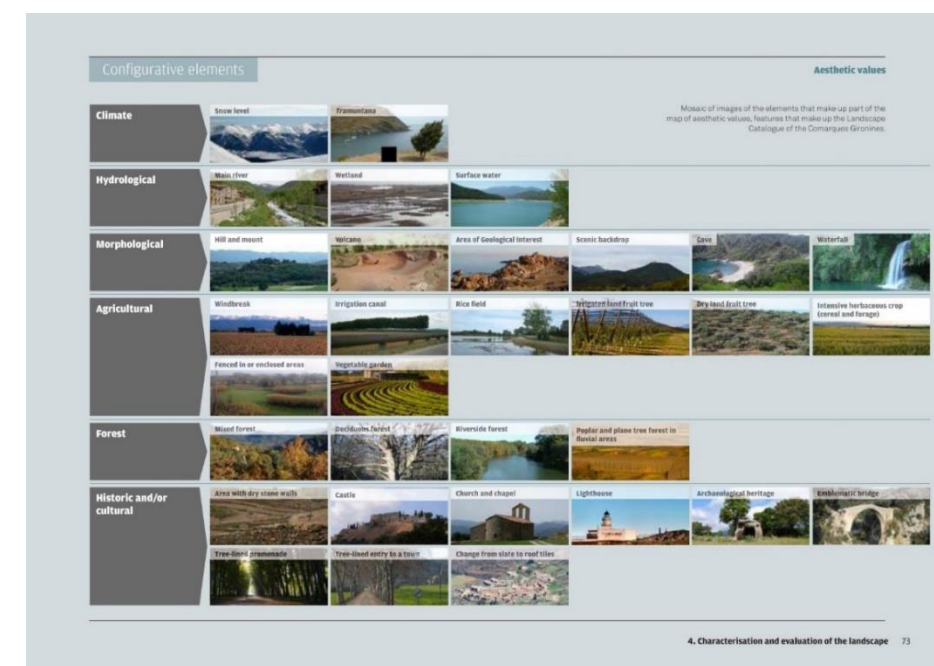 Configurative elements
Aesthetic values
Mosaic of images of the elements that make up part of the
map of aesthetic values, features that make up the Landscape
Catalogue of the Comarques Gironines.
Climate
Snow level
Tramuntana
Hydrological
Main river
Wetland
Surface water
Morphological
Hill and mount
Volcano
Area of Geological Interest
Scenic backdrop
Cove
Waterfall
Agricultural
Windbreak
Irrigation canal
Rice field
Irrigated land fruit tree
Dry land fruit tree
Intensive herbaceous crop
(cereal and forage)
Fenced in or enclosed areas
Vegetable garden
Forest
Mixed forest
Deciduous forest
Riverside forest
Poplar and plane tree forest in
fluvial areas
Historic and/or
cultural
Area with dry stone walls
Castle
Church and chapel
Lighthouse
Archaeological heritage
Emblematic bridge
Tree-lined promenade
Tree-lined entry to a town
Change from slate to roof tiles
4. Characterisation and evaluation of the landscape 73